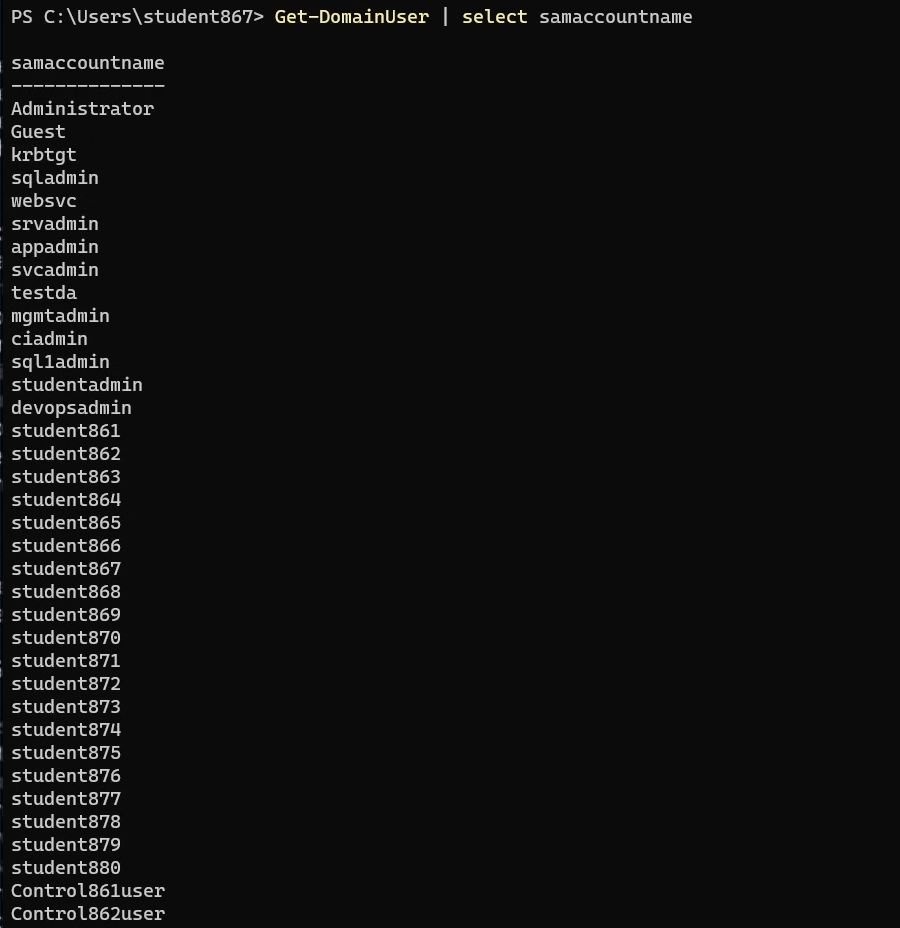 PS C:\Users\student867> Get-DomainUser | select samaccountname
samaccountname
--------------
Administrator
Guest
krbtgt
sqladmin
websvc
srvadmin
appadmin
svcadmin
testda
mgmtadmin
ciadmin
sql1admin
studentadmin
devopsadmin
student861
student862
student863
student864
student865
student866
student867
student868
student869
student870
student871
student872
student873
student874
student875
student876
student877
student878
student879
student880
Control861user
Control862user